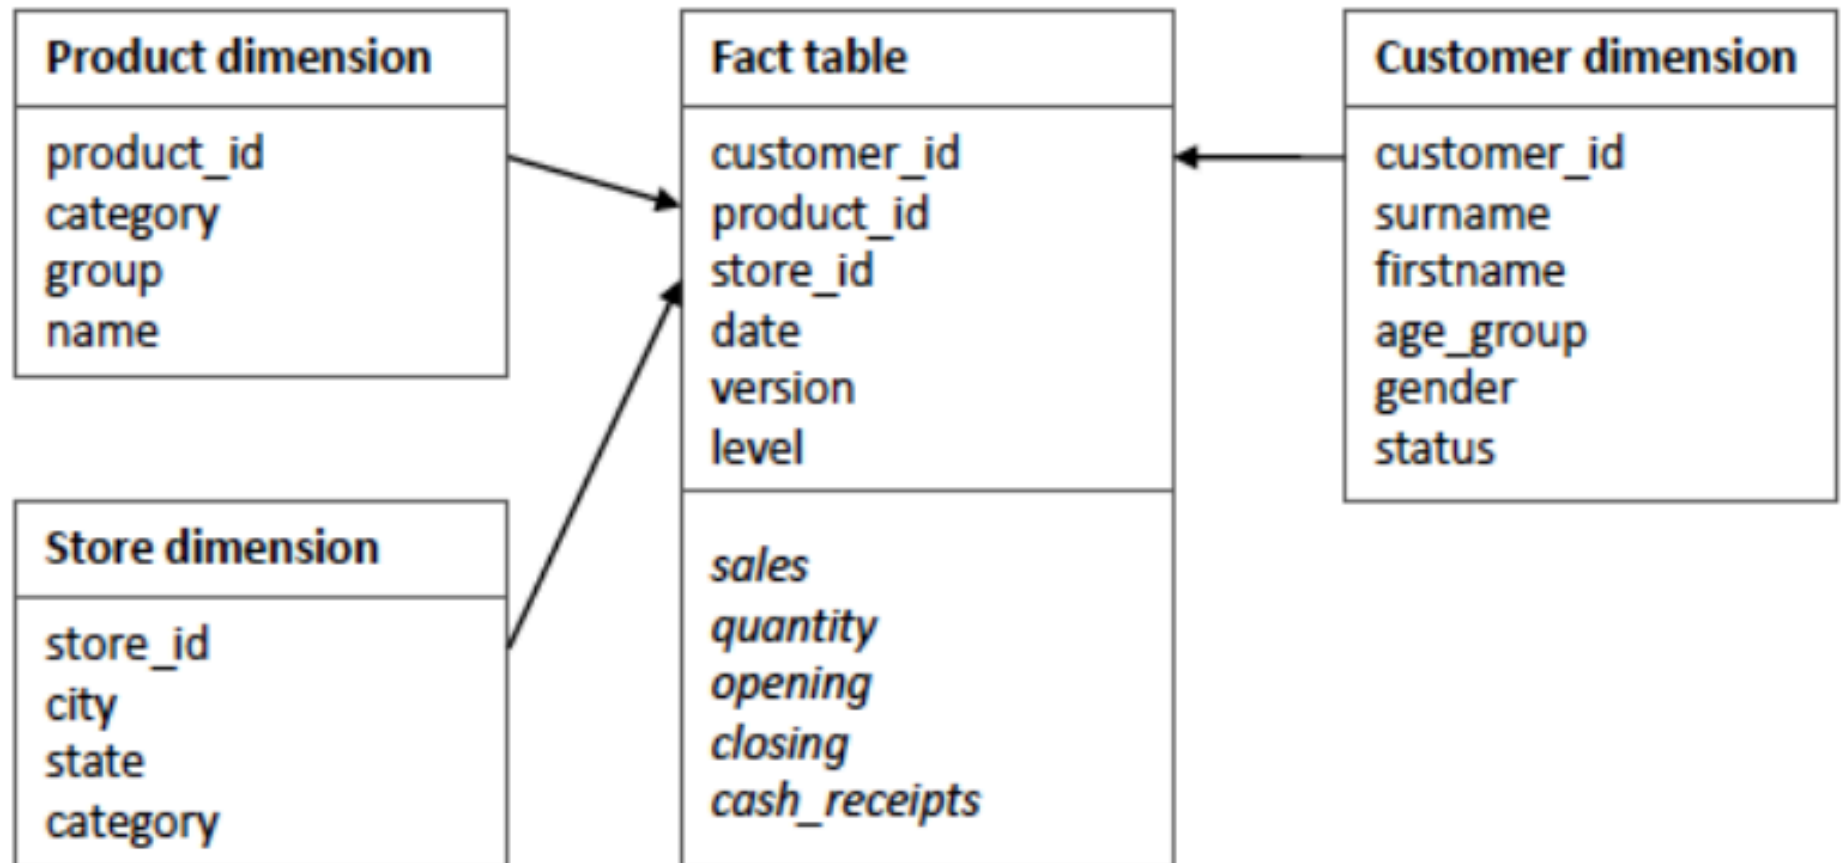 Product dimension
product_id
category
group
name
Store dimension
store_id
city
state
category
Fact table
customer_id
product_id
store_id
date
version
level
sales
quantity
opening
closing
cash_receipts
Customer dimension
customer_id
surname
firstname
age_group
gender
status